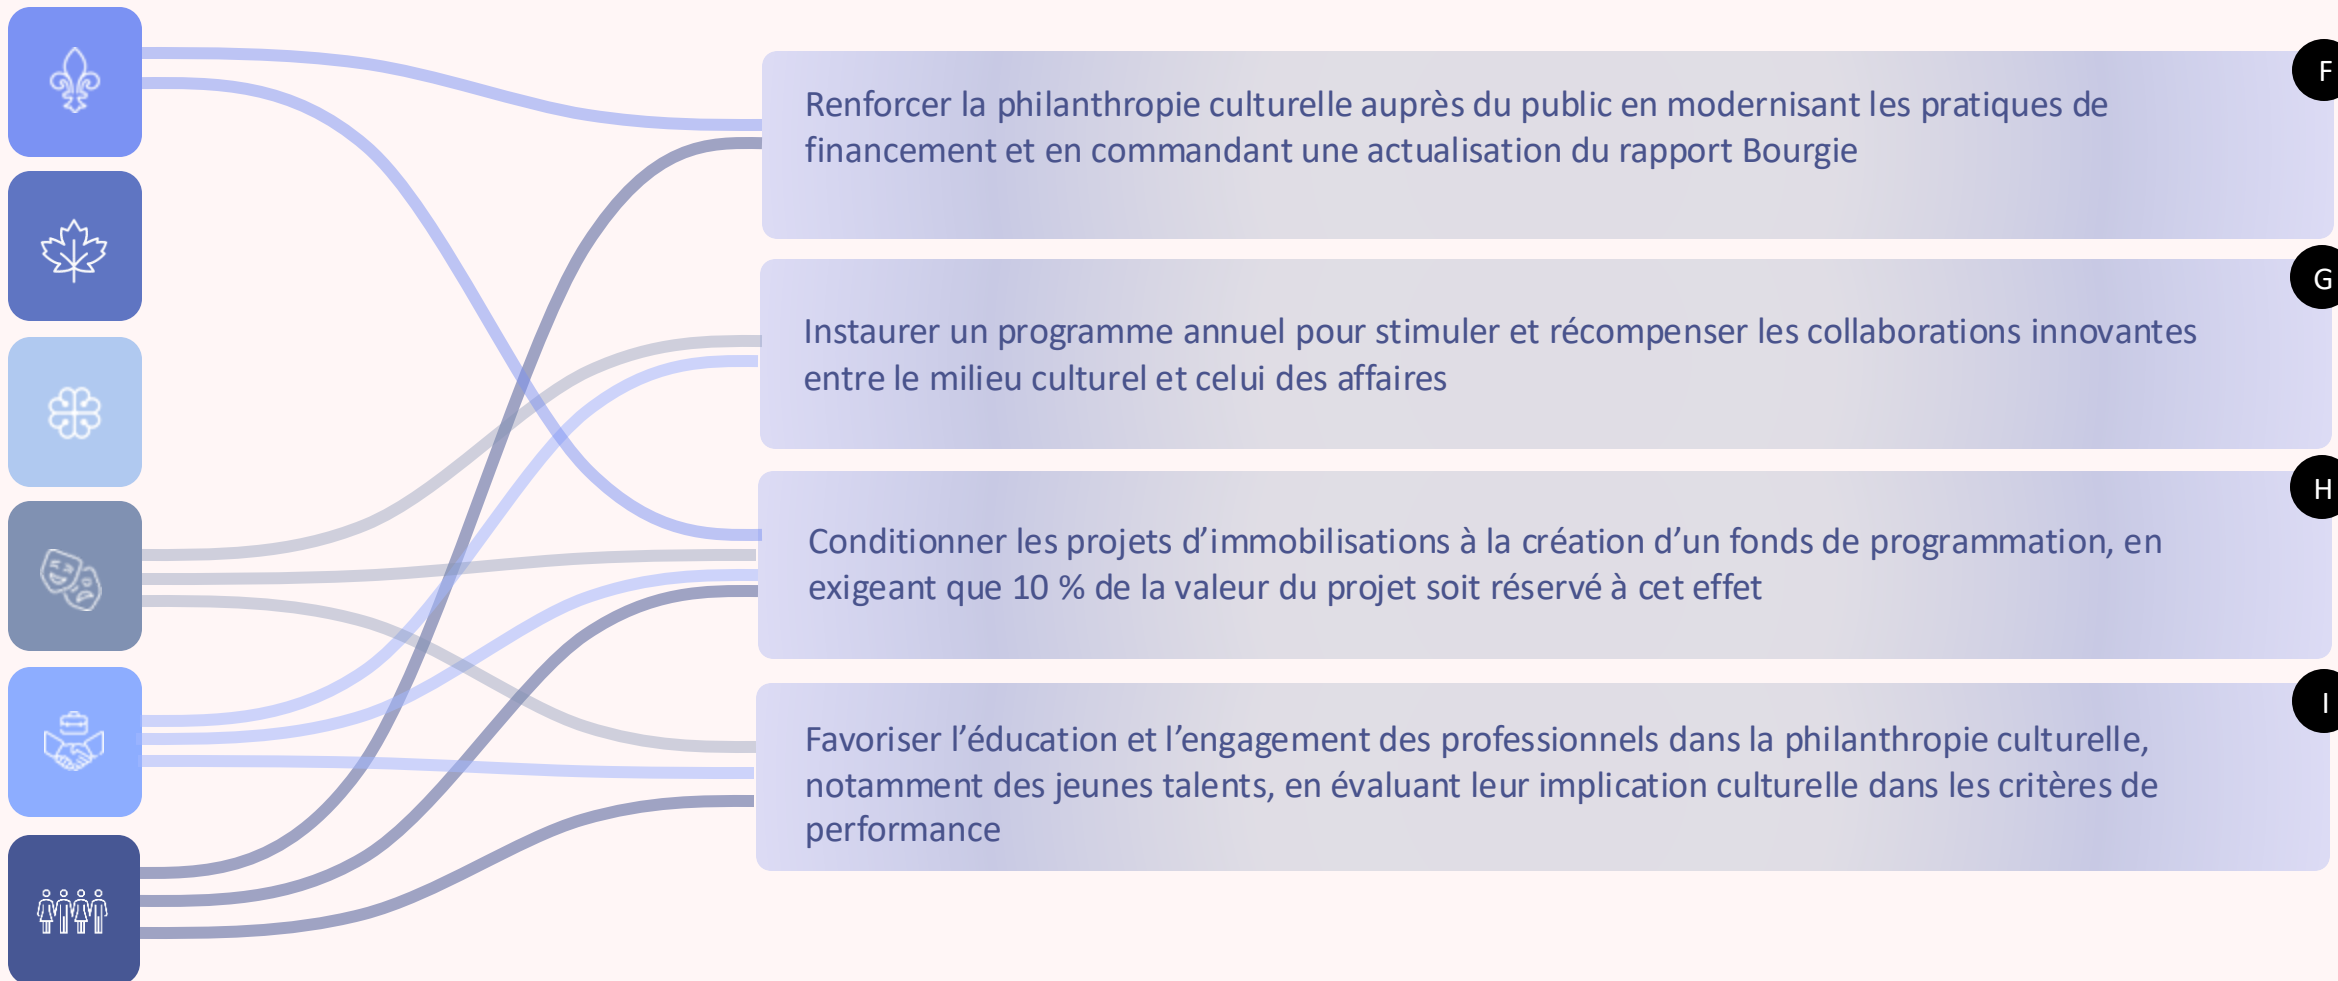 F
Renforcer la philanthropie culturelle auprès du public en modernisant les pratiques de
financement et en commandant une actualisation du rapport Bourgie
G
Instaurer un programme annuel pour stimuler et récompenser les collaborations innovantes
entre le milieu culturel et celui des affaires
H
Conditionner les projets d’immobilisations à la création d’un fonds de programmation, en
exigeant que 10 % de la valeur du projet soit réservé à cet effet
I
Favoriser l’éducation et l’engagement des professionnels dans la philanthropie culturelle,
notamment des jeunes talents, en évaluant leur implication culturelle dans les critères de
performance